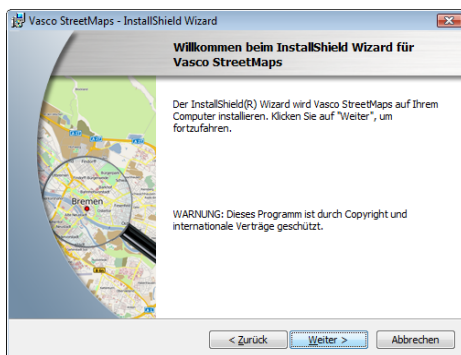 Vasco StreetMaps - InstallShield Wizard
Willkommen beim InstallShield Wizard für
Vasco StreetMaps
Der InstallShield(R) Wizard wird Vasco StreetMaps auf Ihrem
Computer installieren. Klicken Sie auf "Weiter", um
fortzufahren.
Bremen
WARNUNG: Dieses Programm ist durch Copyright und
internationale Verträge geschützt.
< Zurück
Weiter >
Abbrechen